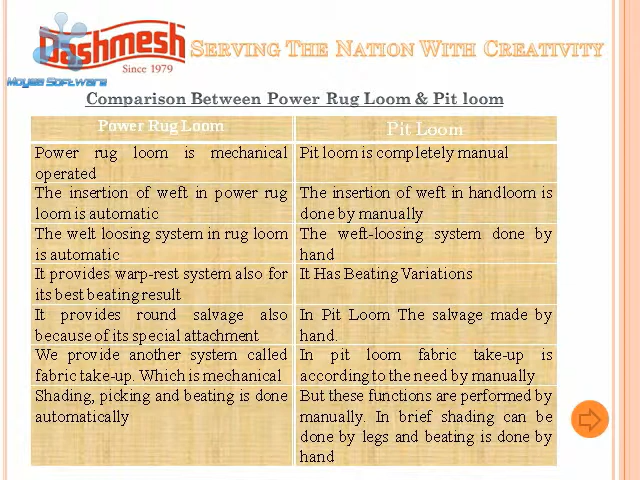 Dashmesh
Since 1979
SERVING THE NATION WITH CREATIVITY
Moyea Software
Comparison Between Power Rug Loom & Pit loom
Power Rug Loom
Pit Loom
Power rug loom is mechanical
operated
Pit loom is completely manual
The insertion of weft in power rug
loom is automatic
The insertion of weft in handloom is
done by manually
The welt loosing system in rug loom
is automatic
The weft-loosing system done by
hand
It provides warp-rest system also for
its best beating result
It Has Beating Variations
It provides round salvage also
because of its special attachment
In Pit Loom The salvage made by
hand.
We provide another system called
fabric take-up. Which is mechanical
In pit loom fabric take-up is
according to the need by manually
Shading, picking and beating is done
automatically
But these functions are performed by
manually. In brief shading can be
done by legs and beating is done by
hand